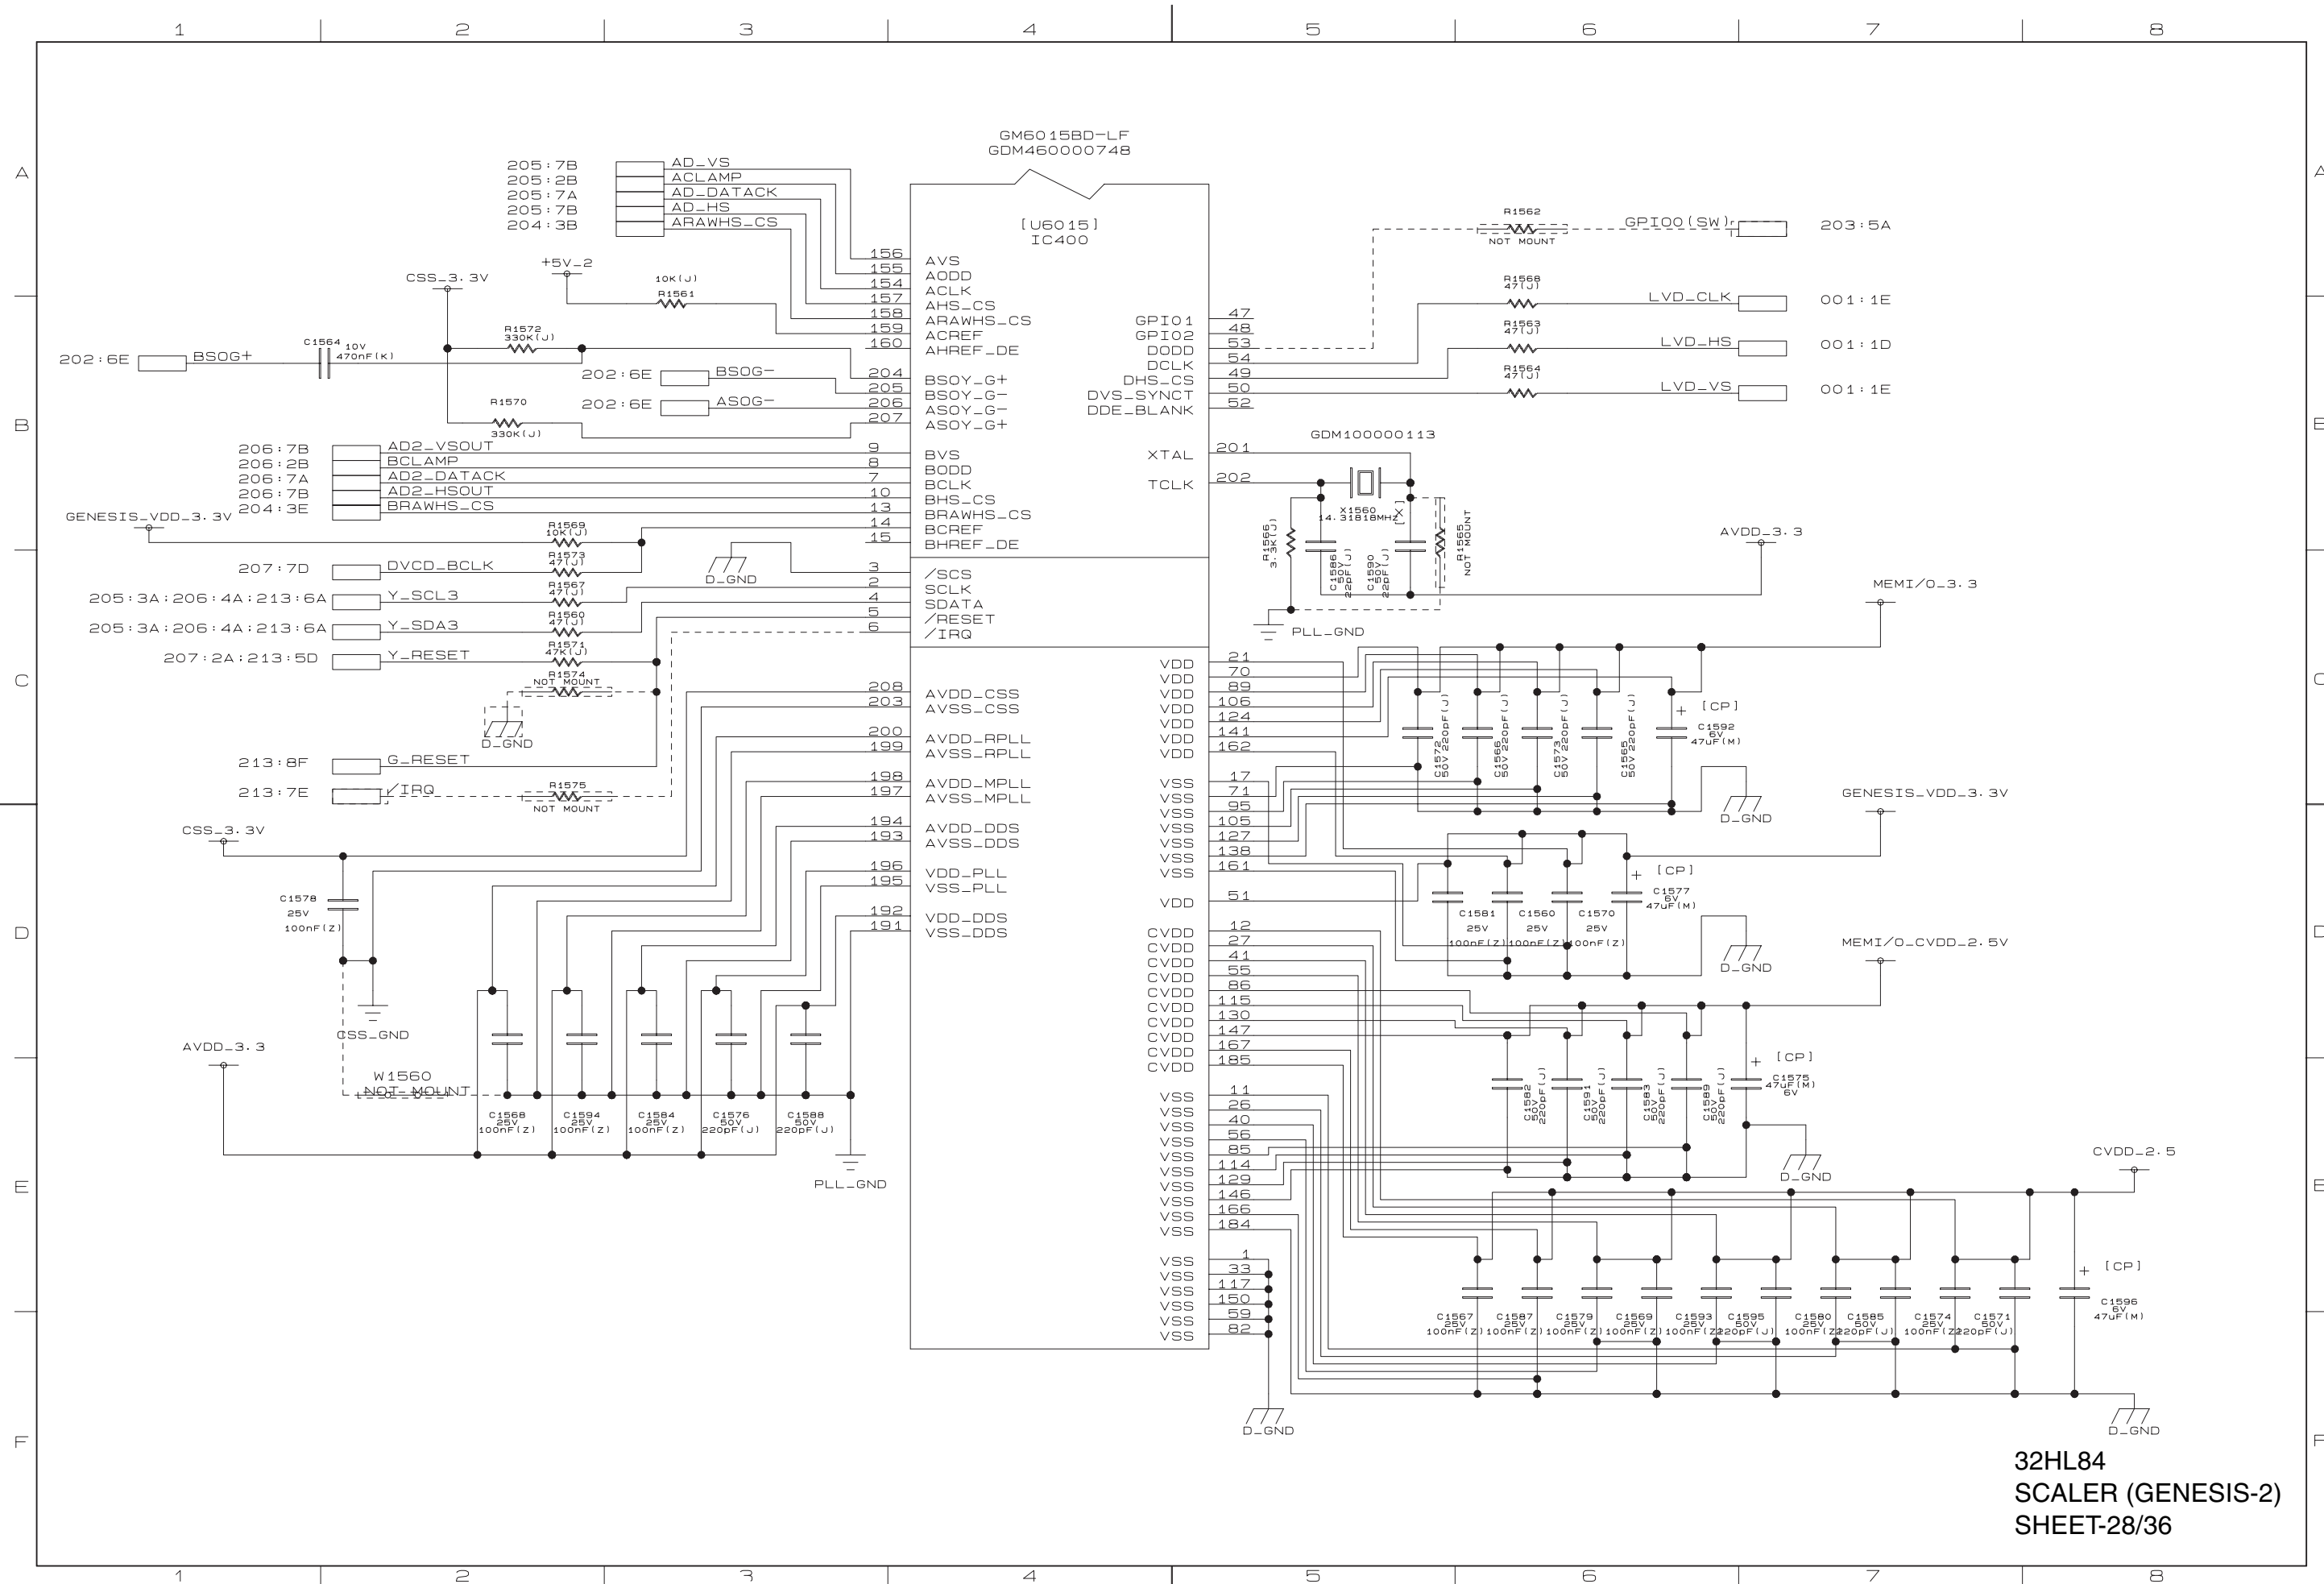 1 2 3 4 5 6 7 8
A
B
C
D
E
F
GM6015BD-LF
GDM460000748
[U6015]
IC400
205:7B AD_VS
205:2B ACLAMP
205:7A AD_DATACK
205:7B AD_HS
204:3B ARAWHS_CS
CSS_3.3V
+5V_2
10K(J)
R1561
R1572
330K(J)
C1564 10V
470nF(K)
202:6E BSOG+
202:6E BSOG-
202:6E ASOG-
R1570
330K(J)
206:7B AD2_VSOUT
206:2B BCLAMP
206:7A AD2_DATACK
206:7B AD2_HSOUT
204:3E BRAWHS_CS
GENESIS_VDD_3.3V
R1569
10K(J)
207:7D DVCD_BCLK
R1573
47(J)
205:3A:206:4A:213:6A Y_SCL3
R1567
47(J)
205:3A:206:4A:213:6A Y_SDA3
R1560
47(J)
207:2A:213:5D Y_RESET
R1571
47K(J)
R1574
NOT MOUNT
D_GND
D_GND
213:8F G_RESET
213:7E /IRQ
R1575
NOT MOUNT
156 AVS
155 AODD
154 ACLK
157 AHS_CS
158 ARAWHS_CS
159 ACREF
160 AHREF_DE
204 BSOY_G+
205 BSOY_G-
206 ASOY_G-
207 ASOY_G+
9 BVS
8 BODD
7 BCLK
10 BHS_CS
13 BRAWHS_CS
14 BCREF
15 BHREF_DE
3 /SCS
2 SCLK
4 SDATA
5 /RESET
6 /IRQ
208 AVDD_CSS
203 AVSS_CSS
200 AVDD_RPLL
199 AVSS_RPLL
198 AVDD_MPLL
197 AVSS_MPLL
194 AVDD_DDS
193 AVSS_DDS
196 VDD_PLL
195 VSS_PLL
192 VDD_DDS
191 VSS_DDS
GPIO1 47
GPIO2 48
DODD 53
DCLK 54
DHS_CS 49
DVS_SYNCT 50
DDE_BLANK 52
XTAL 201
TCLK 202
VDD 21
VDD 70
VDD 89
VDD 106
VDD 124
VDD 141
162
VSS 17
VSS 71
VSS 95
VSS 105
VSS 127
VSS 138
VSS 161
VDD 51
CVDD 12
CVDD 27
CVDD 41
CVDD 55
CVDD 86
CVDD 115
CVDD 130
CVDD 147
CVDD 167
CVDD 185
VSS 11
VSS 26
VSS 40
VSS 56
VSS 85
VSS 114
VSS 129
VSS 146
VSS 166
VSS 184
VSS 1
VSS 33
VSS 117
VSS 150
VSS 59
VSS 82
R1562
NOT MOUNT
GPIO0(SW) 203:5A
R1568
47(J)
LVD_CLK 001:1E
R1563
47(J)
LVD_HS 001:1D
R1564
47(J)
LVD_VS 001:1E
GDM100000113
X1560
14.31818MHZ
[X]
R1566
3.3K(J)
C1586
50V
22pF(J)
C1590
50V
22pF(J)
R1565
NOT MOUNT
PLL_GND
AVDD_3.3
MEMI/O_3.3
C1572
50V 220pF(J)
C1566
50V 220pF(J)
C1573
50V 220pF(J)
C1565
50V 220pF(J)
+ [CP]
C1592
6V
47uF(M)
D_GND
GENESIS_VDD_3.3V
C1581
25V
100nF(Z)
C1560
25V
100nF(Z)
C1570
25V
100nF(Z)
+ [CP]
C1577
6V
47uF(M)
D_GND
MEMI/O_CVDD_2.5V
C1582
50V
220pF(J)
C1591
50V
220pF(J)
C1583
50V
220pF(J)
C1589
50V
220pF(J)
+ [CP]
C1575
47uF(M)
6V
D_GND
CVDD_2.5
C1567
25V
100nF(Z)
C1587
25V
100nF(Z)
C1579
25V
100nF(Z)
C1569
25V
100nF(Z)
C1593
25V
100nF(Z)
C1595
50V
220pF(J)
C1580
25V
100nF(Z)
C1585
50V
220pF(J)
C1574
25V
100nF(Z)
C1571
50V
220pF(J)
+ [CP]
C1596
6V
47uF(M)
D_GND
D_GND
CSS_3.3V
C1578
25V
100nF(Z)
CSS_GND
AVDD_3.3
W1560
NOT MOUNT
C1568
25V
100nF(Z)
C1594
25V
100nF(Z)
C1584
25V
100nF(Z)
C1576
50V
220pF(J)
C1588
50V
220pF(J)
PLL_GND
32HL84
SCALER (GENESIS-2)
SHEET-28/36
A
B
C
D
E
F
1 2 3 4 5 6 7 8